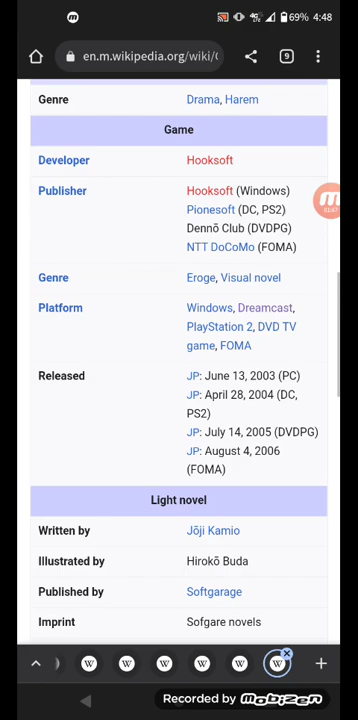 69% 4:48
en.m.wikipedia.org/wiki/
9
01:47
Genre
Drama, Harem
Game
Developer
Hooksoft
Publisher
Hooksoft (Windows)
Pionesoft (DC, PS2)
Dennō Club (DVDPG)
NTT DoCoMo (FOMA)
Genre
Eroge, Visual novel
Platform
Windows, Dreamcast,
PlayStation 2, DVD TV
game, FOMA
Released
JP: June 13, 2003 (PC)
JP: April 28, 2004 (DC,
PS2)
JP: July 14, 2005 (DVDPG)
JP: August 4, 2006
(FOMA)
Light novel
Written by
Jōji Kamio
Illustrated by
Hirokō Buda
Published by
Softgarage
Imprint
Sofgare novels
W W W W W W
Recorded by Mobizen